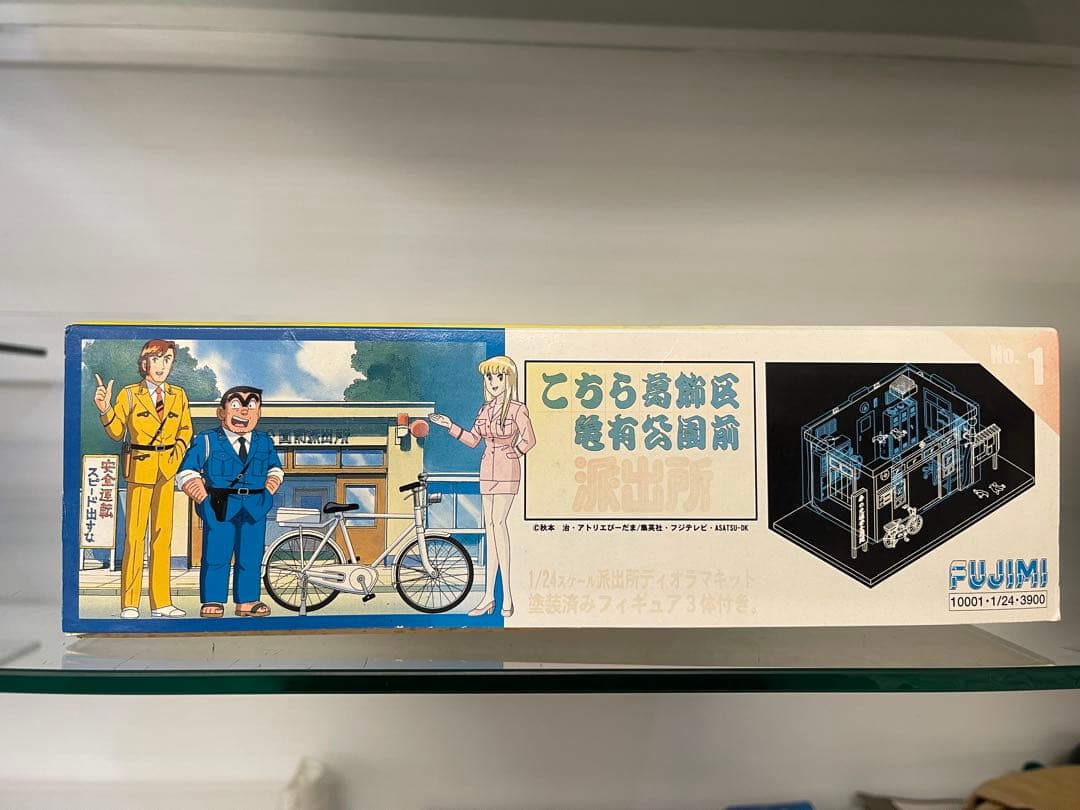 安全運転
スピード出すな
公園前派出所
こちら葛飾区
亀有公園前
派出所
©秋本 治・アトリエびーだま/集英社・フジテレビ・ASATSU-DK
1/24スケール派出所ディオラマキット
塗装済みフィギュア3体付き。
No. 1
FUJIMI
10001・1/24・3900